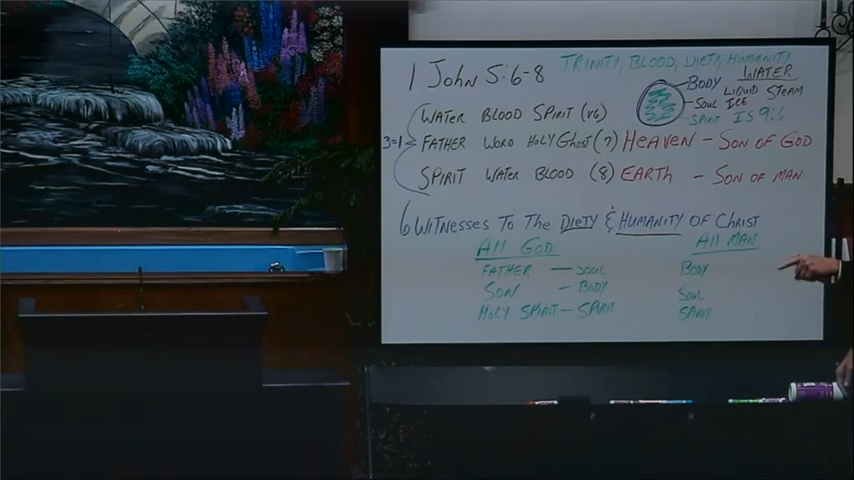 1 John 5:6-8
TRINITY, BLOOD, DIETY, HUMANITY
WATER
BODY LIQUID STEAM
SOUL ICE
SPIRIT IS 9:6
WATER BLOOD SPIRIT (v6)
3=1 FATHER WORD HOLY GHOST (7) HEAVEN - SON OF GOD
SPIRIT WATER BLOOD (8) EARTH - SON OF MAN
6 WITNESSES TO THE DIETY & HUMANITY OF CHRIST
All GOD
All MAN
FATHER — SOUL BODY
SON - BODY SOUL
HOLY SPIRIT - SPIRIT SPIRIT